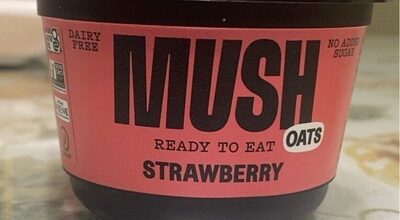 DAIRY
FREE
MUSH
NO ADDED
SUGAR
READY TO EAT OATS
STRAWBERRY